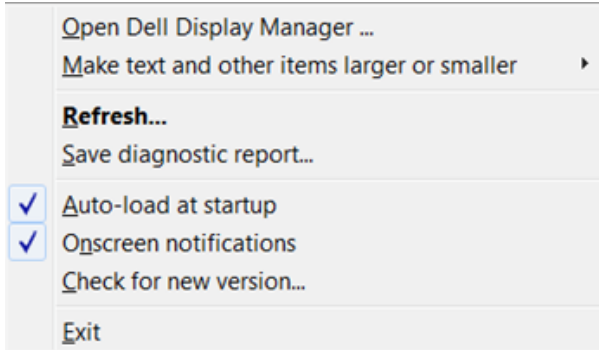 Open Dell Display Manager ...
Make text and other items larger or smaller
Refresh...
Save diagnostic report...
Auto-load at startup
Onscreen notifications
Check for new version...
Exit